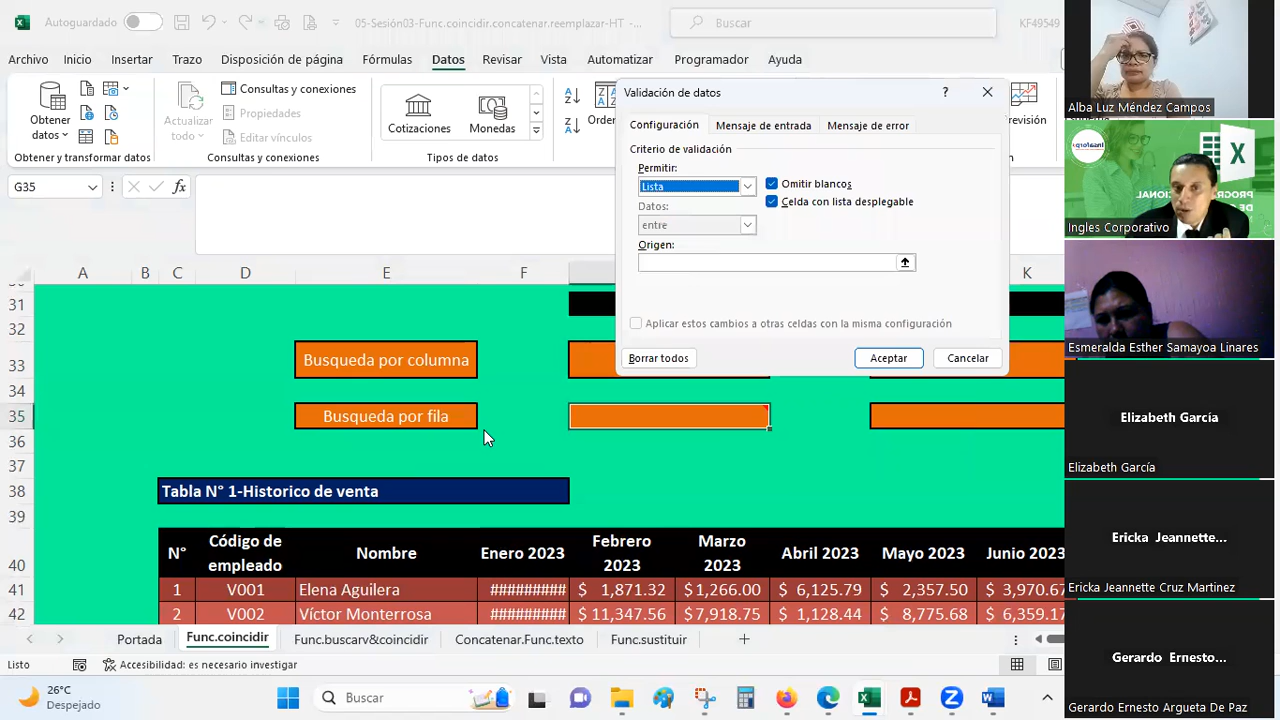 Autoguardado
05-Sesión03-Func.coincidir.concatenar.reemplazar-HT -...
Buscar
KF49549
Archivo Inicio Insertar Trazo Disposición de página Fórmulas Datos Revisar Vista Automatizar Programador Ayuda
Obtener datos
Obtener y transformar datos
Actualizar todo
Consultas y conexiones
Propiedades
Editar vínculos
Consultas y conexiones
Cotizaciones
Monedas
Tipos de datos
Orden
revisión
G35
fx
Validación de datos
?
Configuración Mensaje de entrada Mensaje de error
Criterio de validación
Permitir:
Lista
Omitir blancos
Celda con lista desplegable
Datos:
entre
Origen:
Aplicar estos cambios a otras celdas con la misma configuración
Borrar todos Aceptar Cancelar
A B C D E F K
31
32
33 Busqueda por columna
34
35 Busqueda por fila
36
37
38 Tabla N° 1-Historico de venta
39
40 N° Código de empleado Nombre Enero 2023 Febrero 2023 Marzo 2023 Abril 2023 Mayo 2023 Junio 2023
41 1 V001 Elena Aguilera ######### $ 1,871.32 $1,266.00 $ 6,125.79 $ 2,357.50 $ 3,970.67
42 2 V002 Víctor Monterrosa ######### $ 11,347.56 $7,918.75 $ 1,128.44 $ 8,775.68 $ 6,359.17
Portada Func.coincidir Func.buscarv&coincidir Concatenar.Func.texto Func.sustituir
Listo
Accesibilidad: es necesario investigar
26°C
Despejado
Buscar
Alba Luz Méndez Campos
Insaforp
Ingles Corporativo
Esmeralda Esther Samayoa Linares
Elizabeth García
Elizabeth García
Ericka Jeannette...
Ericka Jeannette Cruz Martinez
Gerardo Ernesto...
Gerardo Ernesto Argueta De Paz